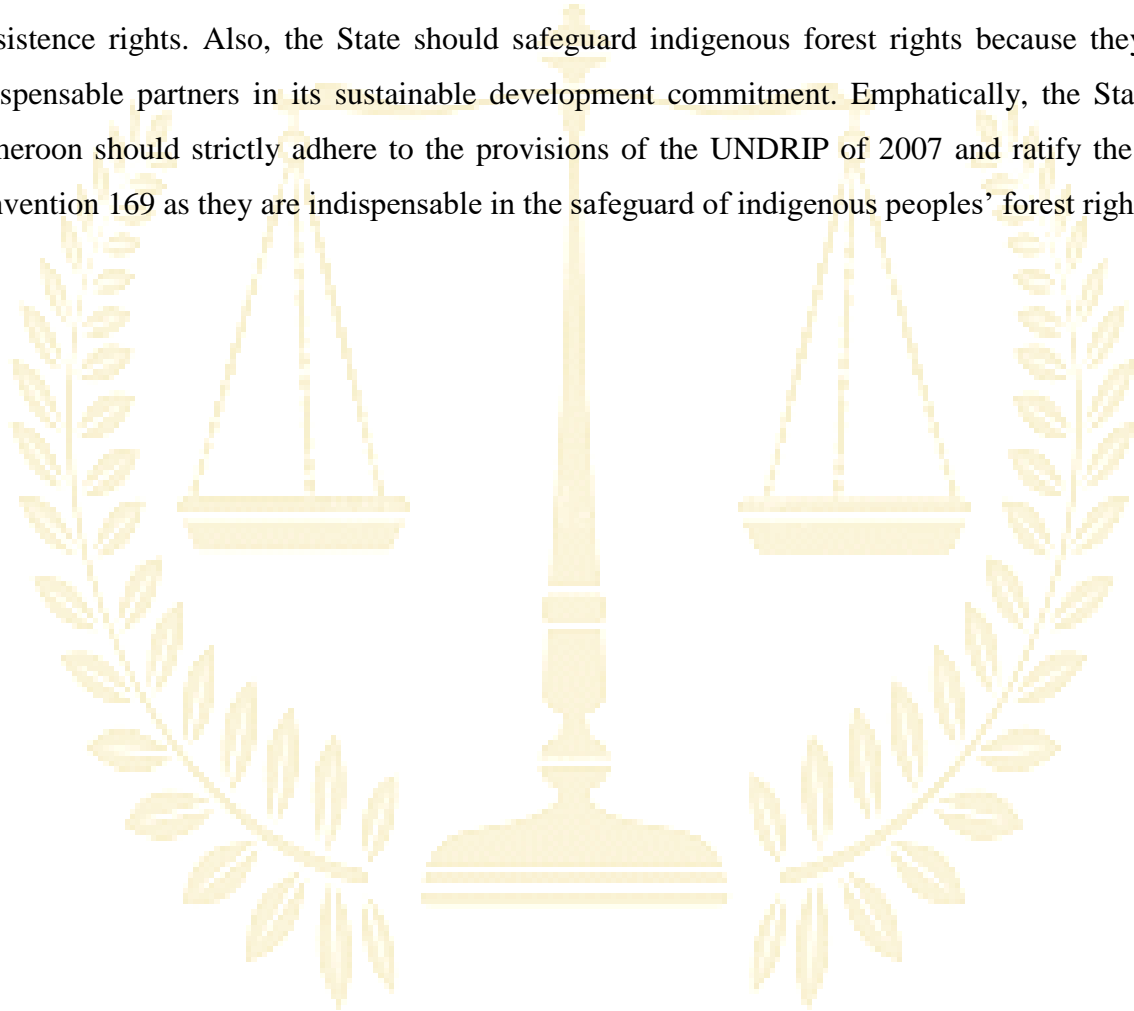 sistence rights. Also, the State should safeguard indigenous forest rights because they
spensable partners in its sustainable development commitment. Emphatically, the Sta
neroon should strictly adhere to the provisions of the UNDRIP of 2007 and ratify the
nvention 169 as they are indispensable in the safeguard of indigenous peoples’ forest righ